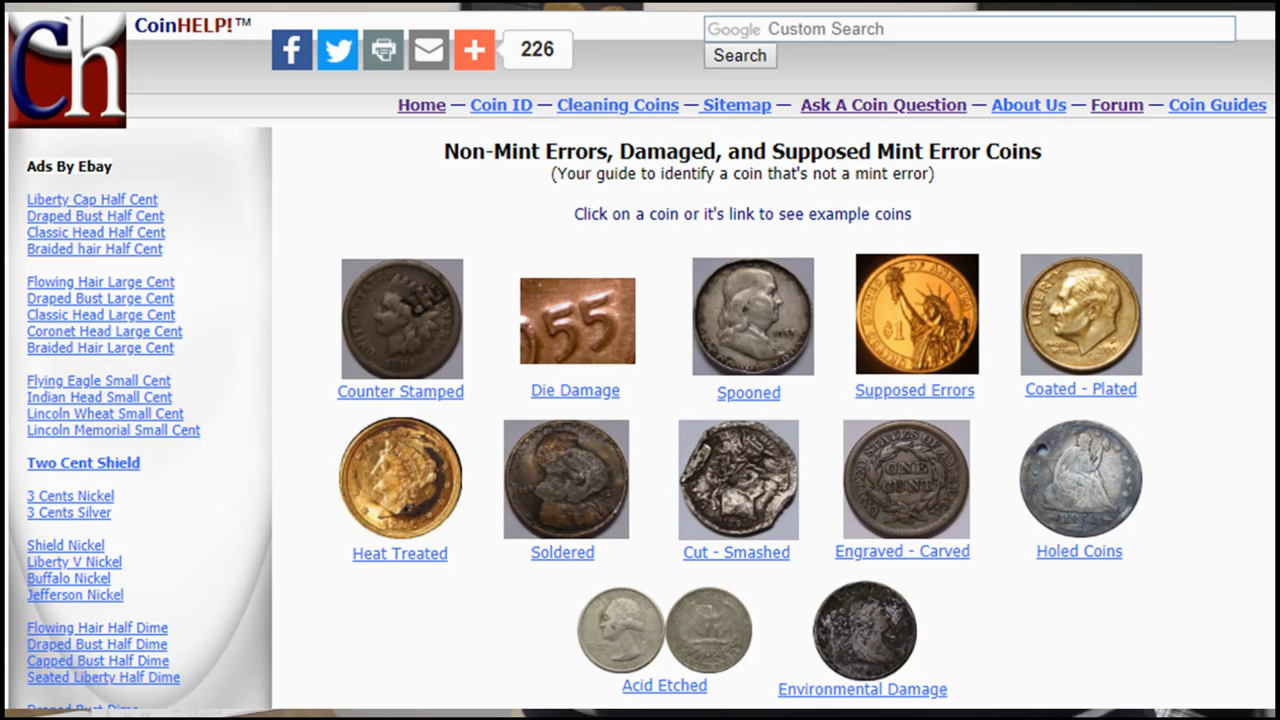 CoinHELP!™
226
Google Custom Search
Search
Home — Coin ID — Cleaning Coins — Sitemap — Ask A Coin Question — About Us — Forum — Coin Guides
Ch
Ads By Ebay
Liberty Cap Half Cent
Draped Bust Half Cent
Classic Head Half Cent
Braided hair Half Cent
Flowing Hair Large Cent
Draped Bust Large Cent
Classic Head Large Cent
Coronet Head Large Cent
Braided Hair Large Cent
Flying Eagle Small Cent
Indian Head Small Cent
Lincoln Wheat Small Cent
Lincoln Memorial Small Cent
Two Cent Shield
3 Cents Nickel
3 Cents Silver
Shield Nickel
Liberty V Nickel
Buffalo Nickel
Jefferson Nickel
Flowing Hair Half Dime
Draped Bust Half Dime
Capped Bust Half Dime
Seated Liberty Half Dime
Non-Mint Errors, Damaged, and Supposed Mint Error Coins
(Your guide to identify a coin that's not a mint error)
Click on a coin or it's link to see example coins
55
$1
LIBERTY
Counter Stamped
Die Damage
Spooned
Supposed Errors
Coated - Plated
ONE
CENT
Heat Treated
Soldered
Cut - Smashed
Engraved - Carved
Holed Coins
Acid Etched
Environmental Damage